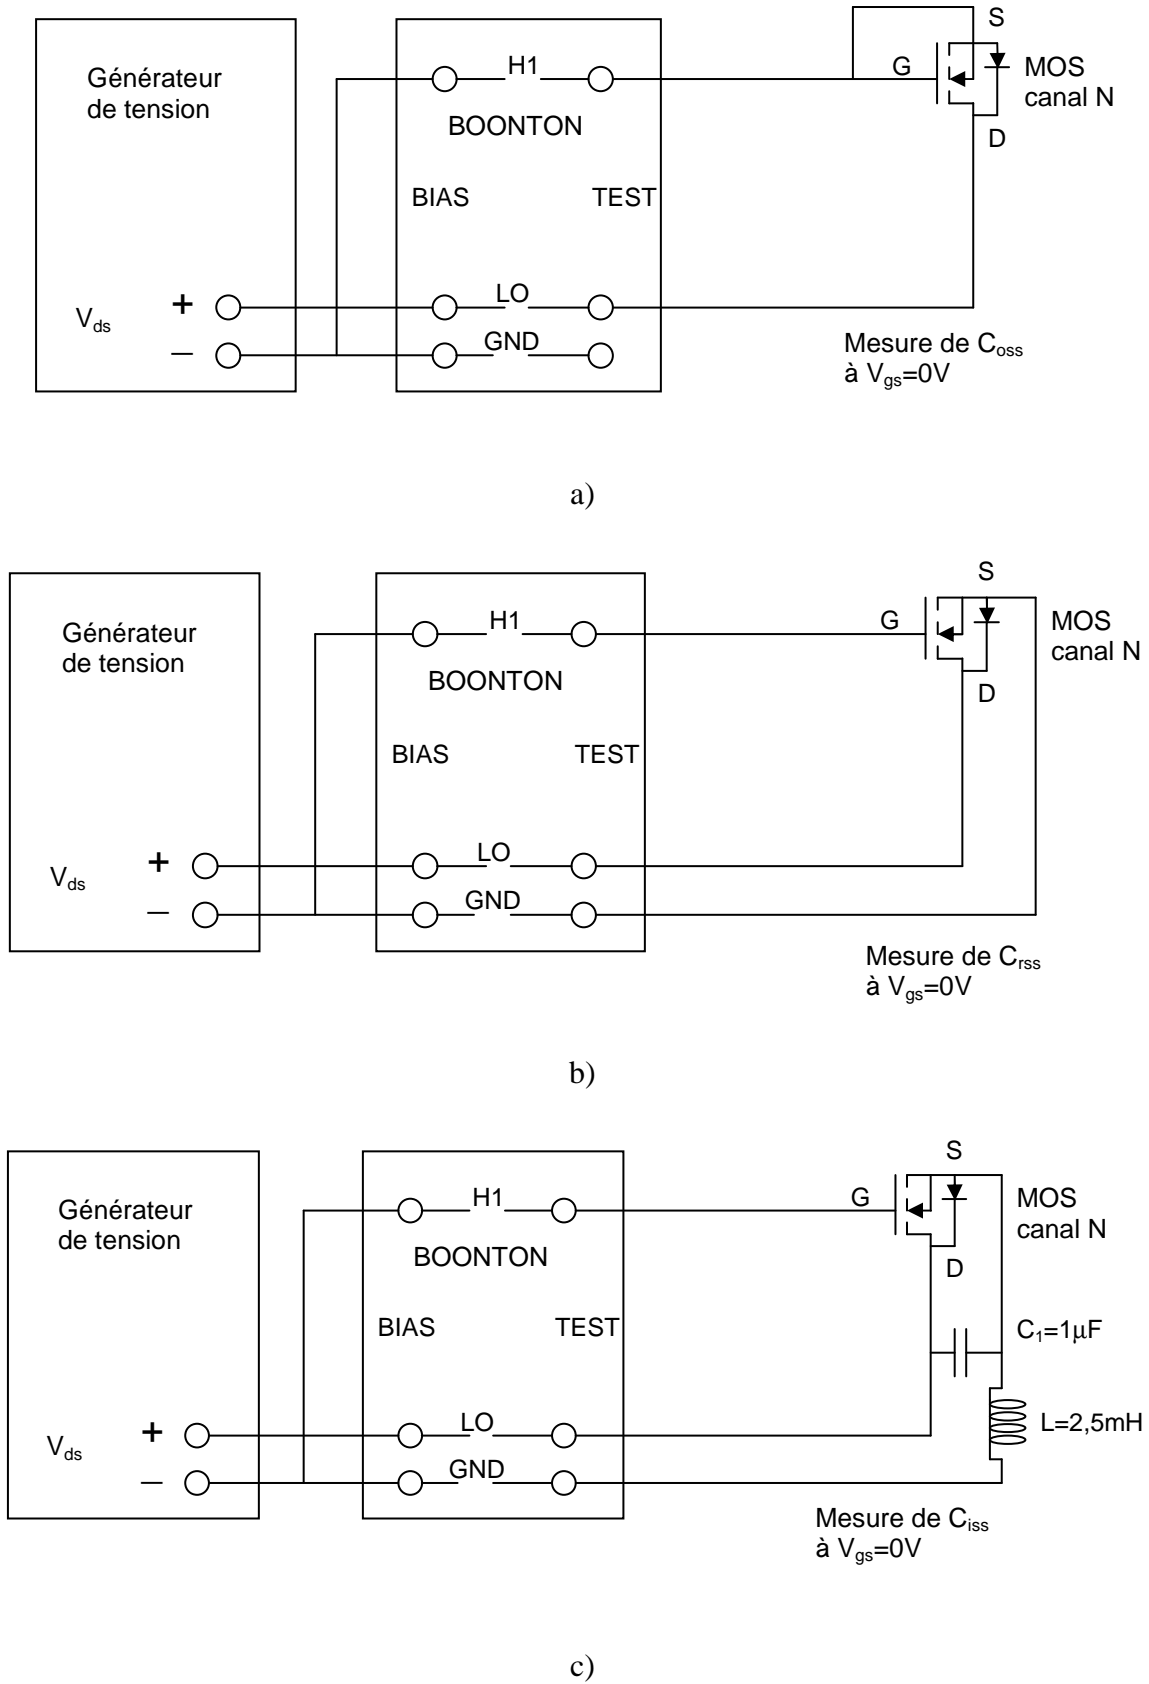 S
Générateur
de tension
H1
G
MOS
canal N
BOONTON
D
BIAS
TEST
LO
+
V_ds
GND
–
Mesure de C_oss
à V_gs=0V
a)
S
Générateur
de tension
H1
G
MOS
canal N
BOONTON
D
BIAS
TEST
LO
+
V_ds
GND
–
Mesure de C_rss
à V_gs=0V
b)
S
Générateur
de tension
H1
G
MOS
canal N
BOONTON
D
BIAS
TEST
C_1=1μF
LO
+
L=2,5mH
V_ds
GND
–
Mesure de C_iss
à V_gs=0V
c)